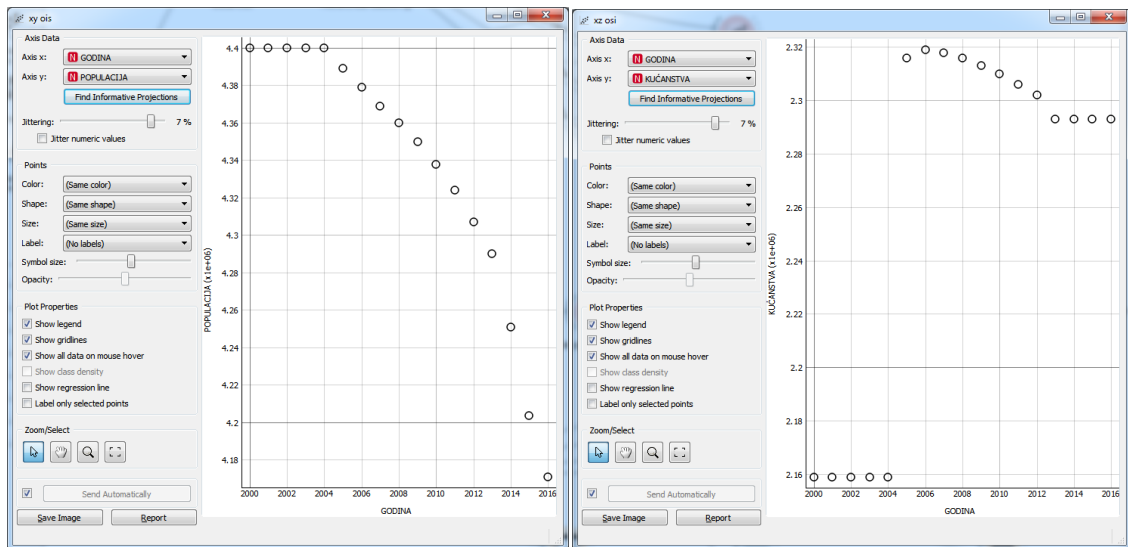 xy ois
Axis Data
Axis x: N GODINA
Axis y: N POPULACIJA
Find Informative Projections
Jittering: 7 %
Jitter numeric values
Points
Color: (Same color)
Shape: (Same shape)
Size: (Same size)
Label: (No labels)
Symbol size:
Opacity:
Plot Properties
Show legend
Show gridlines
Show all data on mouse hover
Show class density
Show regression line
Label only selected points
Zoom/Select
Send Automatically
Save Image Report
POPULACIJA (x1e+06)
4.4
4.38
4.36
4.34
4.32
4.3
4.28
4.26
4.24
4.22
4.2
4.18
2000 2002 2004 2006 2008 2010 2012 2014 2016
GODINA
xz osi
Axis Data
Axis x: N GODINA
Axis y: N KUĆANSTVA
Find Informative Projections
Jittering: 7 %
Jitter numeric values
Points
Color: (Same color)
Shape: (Same shape)
Size: (Same size)
Label: (No labels)
Symbol size:
Opacity:
Plot Properties
Show legend
Show gridlines
Show all data on mouse hover
Show class density
Show regression line
Label only selected points
Zoom/Select
Send Automatically
Save Image Report
KUĆANSTVA (x1e+06)
2.32
2.3
2.28
2.26
2.24
2.22
2.2
2.18
2.16
2000 2002 2004 2006 2008 2010 2012 2014 2016
GODINA